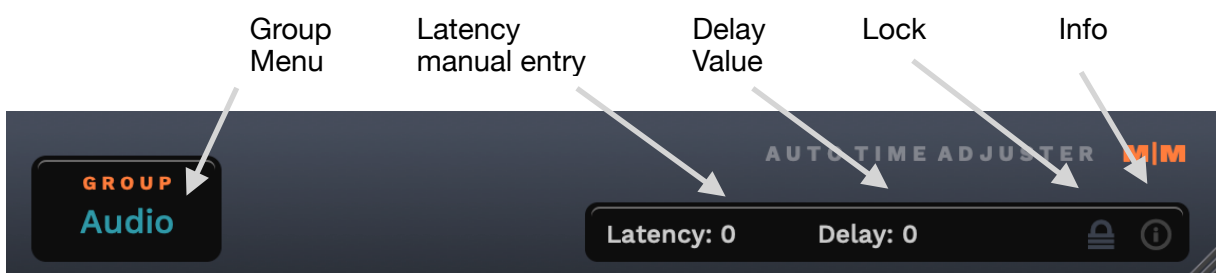 Group
Menu
Latency
manual entry
Delay
Value
Lock
Info
AUTO TIME ADJUSTER M|M
GROUP
Audio
Latency: 0 Delay: 0